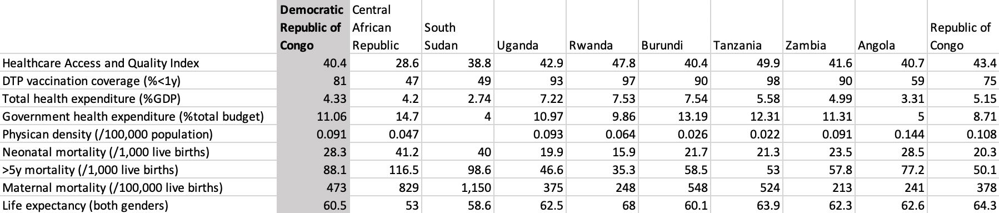 Democratic Central
Republic of African South Republic of
Congo Republic Sudan Uganda Rwanda Burundi Tanzania Zambia Angola Congo
Healthcare Access and Quality Index 40.4 28.6 38.8 42.9 47.8 40.4 49.9 41.6 40.7 43.4
DTP vaccination coverage (%<1y) 81 47 49 93 97 90 98 90 59 75
Total health expenditure (%GDP) 4.33 4.2 2.74 7.22 7.53 7.54 5.58 4.99 3.31 5.15
Government health expenditure (%total budget) 11.06 14.7 4 10.97 9.86 13.19 12.31 11.31 5 8.71
Physican density (/100,000 population) 0.091 0.047 0.093 0.064 0.026 0.022 0.091 0.144 0.108
Neonatal mortality (/1,000 live births) 28.3 41.2 40 19.9 15.9 21.7 21.3 23.5 28.5 20.3
>5y mortality (/1,000 live births) 88.1 116.5 98.6 46.6 35.3 58.5 53 57.8 77.2 50.1
Maternal mortality (/100,000 live births) 473 829 1,150 375 248 548 524 213 241 378
Life expectancy (both genders) 60.5 53 58.6 62.5 68 60.1 63.9 62.3 62.6 64.3